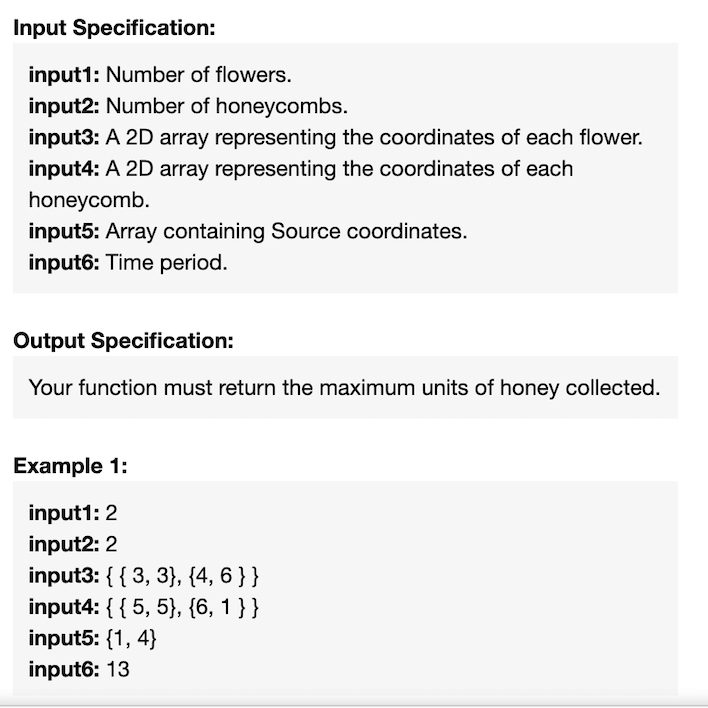 Input Specification:
input1: Number of flowers.
input2: Number of honeycombs.
input3: A 2D array representing the coordinates of each flower.
input4: A 2D array representing the coordinates of each
honeycomb.
input5: Array containing Source coordinates.
input6: Time period.
Output Specification:
Your function must return the maximum units of honey collected.
Example 1:
input1: 2
input2: 2
input3: { { 3, 3}, {4, 6 } }
input4: { { 5, 5}, {6, 1 } }
input5: {1, 4}
input6: 13